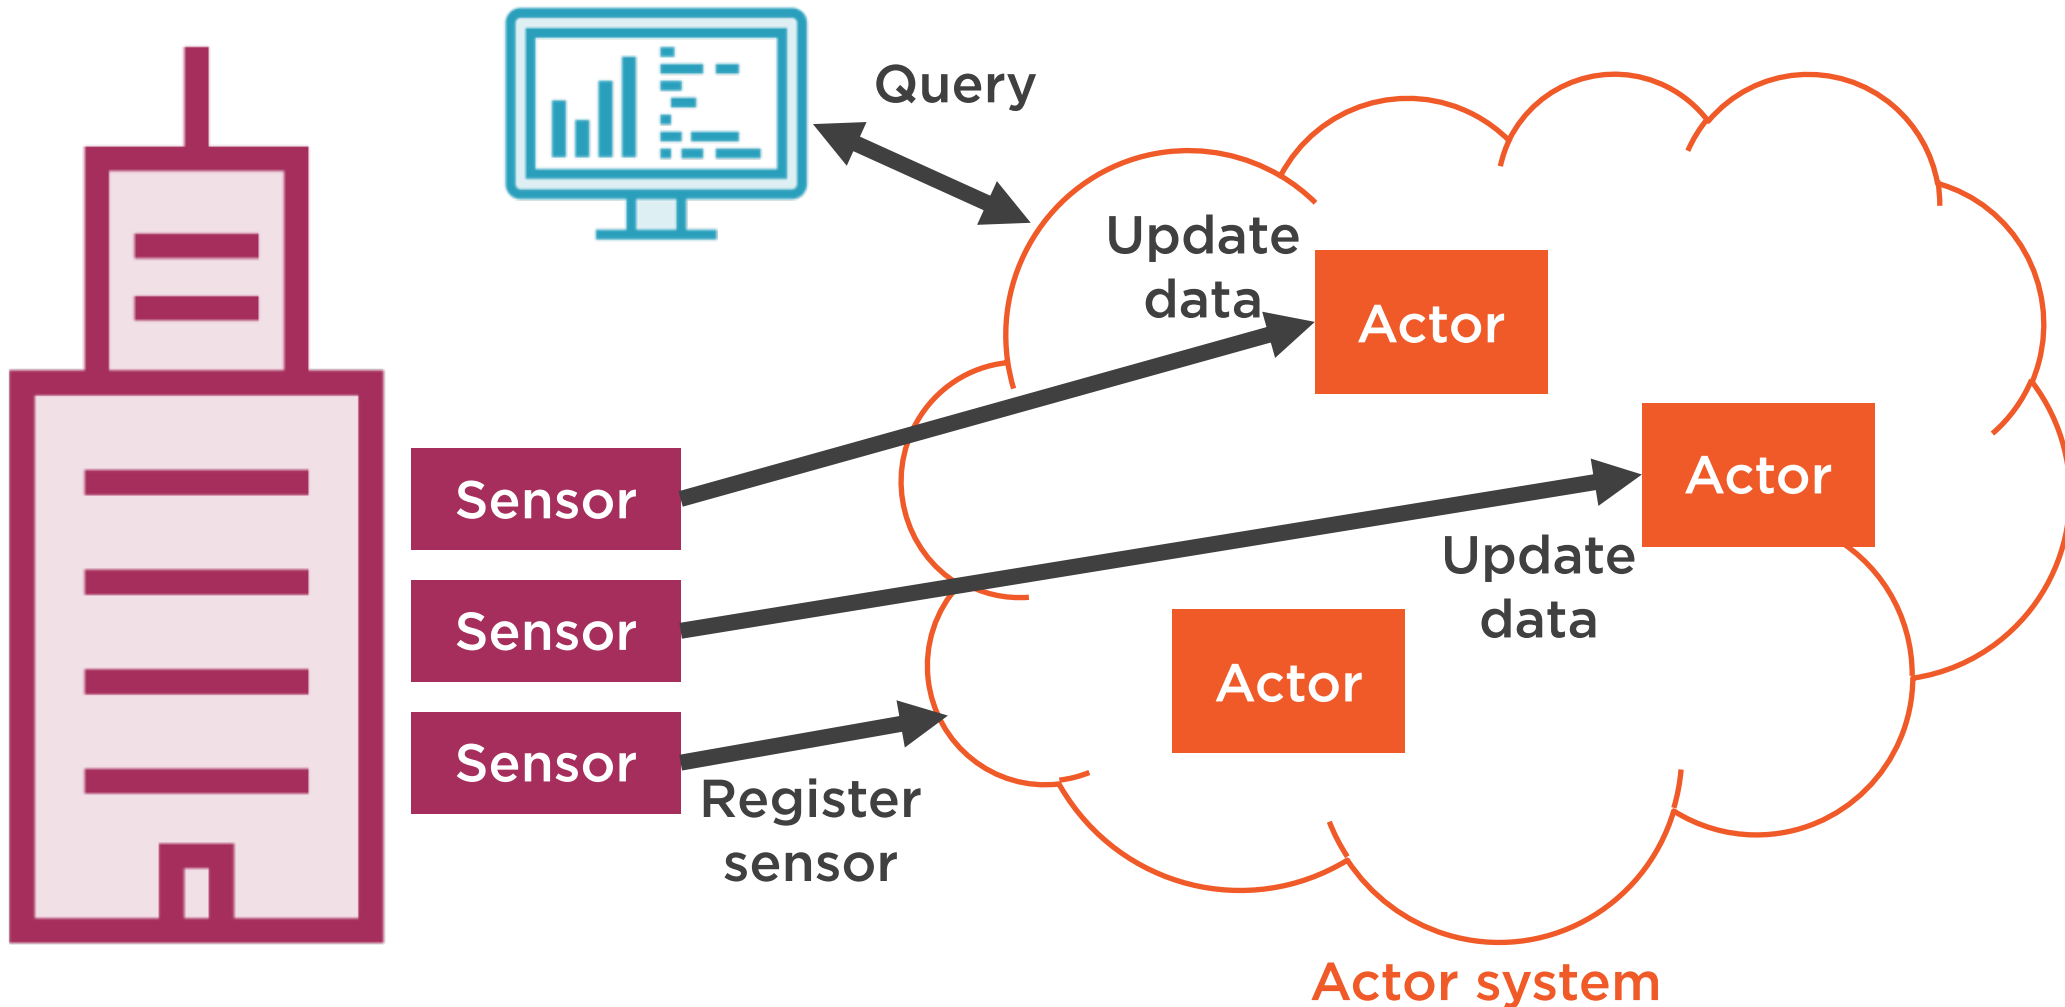 Query
Update
data
Actor
Actor
Sensor
Update
data
Sensor
Actor
Sensor
Register
sensor
Actor system